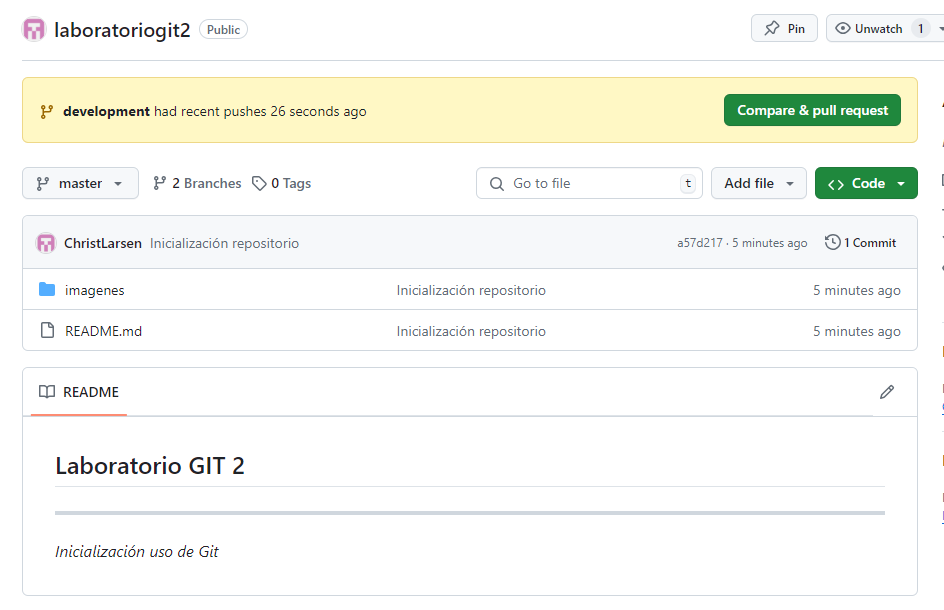 laboratoriogit2 Public Pin Unwatch 1
development had recent pushes 26 seconds ago Compare & pull request
master 2 Branches 0 Tags Go to file t Add file Code
ChristLarsen Inicialización repositorio a57d217 · 5 minutes ago 1 Commit
imagenes Inicialización repositorio 5 minutes ago
README.md Inicialización repositorio 5 minutes ago
README
Laboratorio GIT 2
Inicialización uso de Git